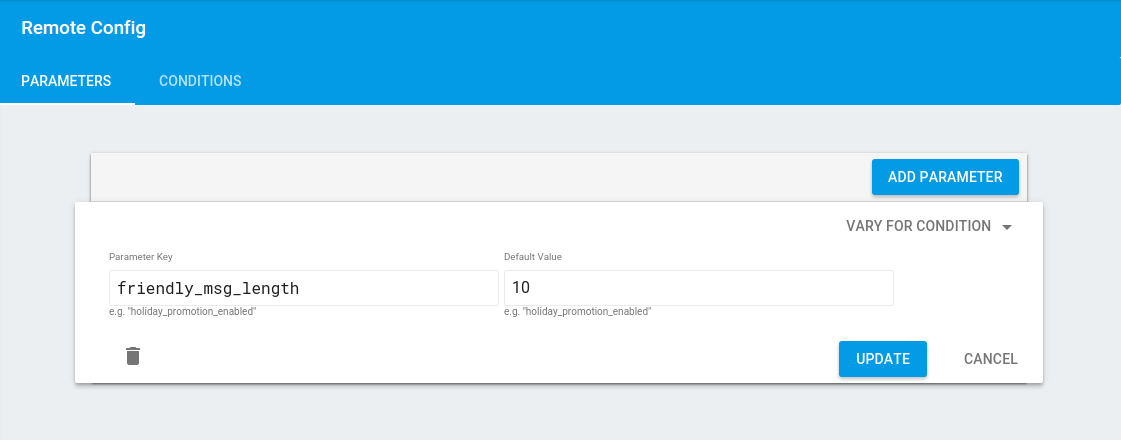 Remote Config
PARAMETERS CONDITIONS
ADD PARAMETER
VARY FOR CONDITION
Parameter Key Default Value
friendly_msg_length 10
e.g. "holiday_promotion_enabled" e.g. "holiday_promotion_enabled"
UPDATE CANCEL